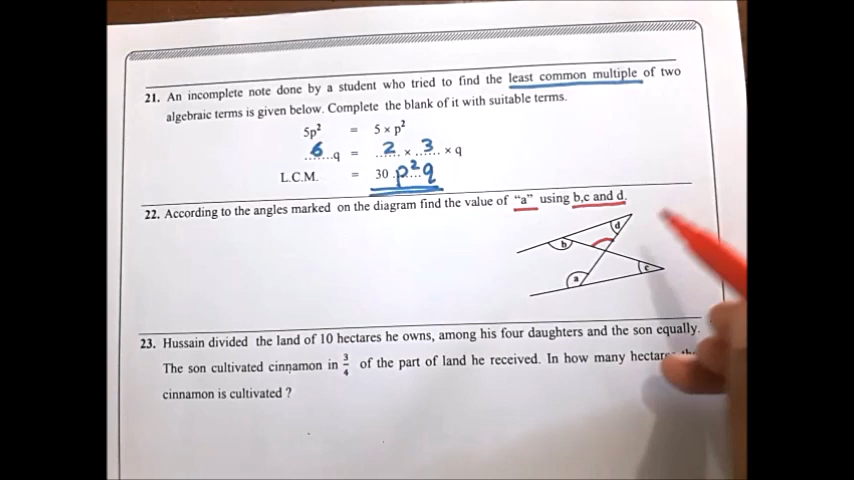 21. An incomplete note done by a student who tried to find the least common multiple of two
algebraic terms is given below. Complete the blank of it with suitable terms.
5p² = 5 × p²
...6....q = ...2... × ...3... × q
L.C.M. = 30 p²q
22. According to the angles marked on the diagram find the value of "a" using b,c and d.
d
b
c
a
23. Hussain divided the land of 10 hectares he owns, among his four daughters and the son equally.
The son cultivated cinnamon in 3/4 of the part of land he received. In how many hectares the
cinnamon is cultivated ?